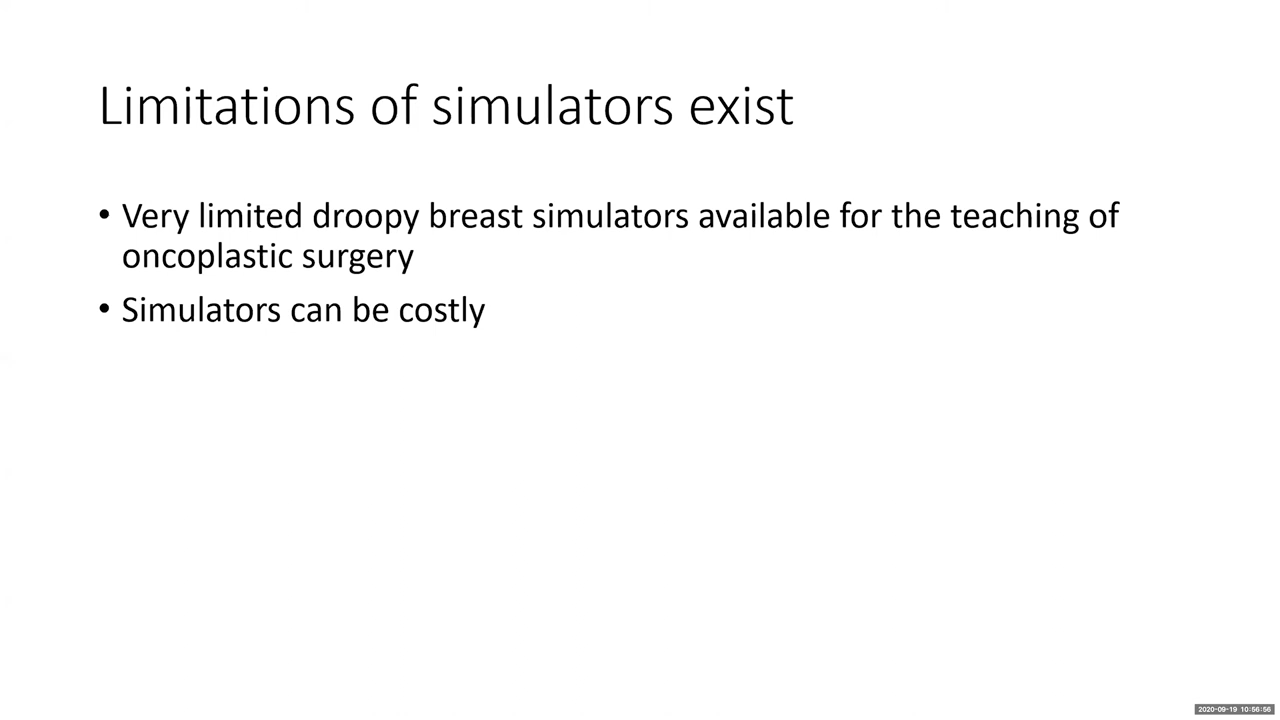 Limitations of simulators exist
• Very limited droopy breast simulators available for the teaching of
oncoplastic surgery
• Simulators can be costly
2020-09-19 10:56:56